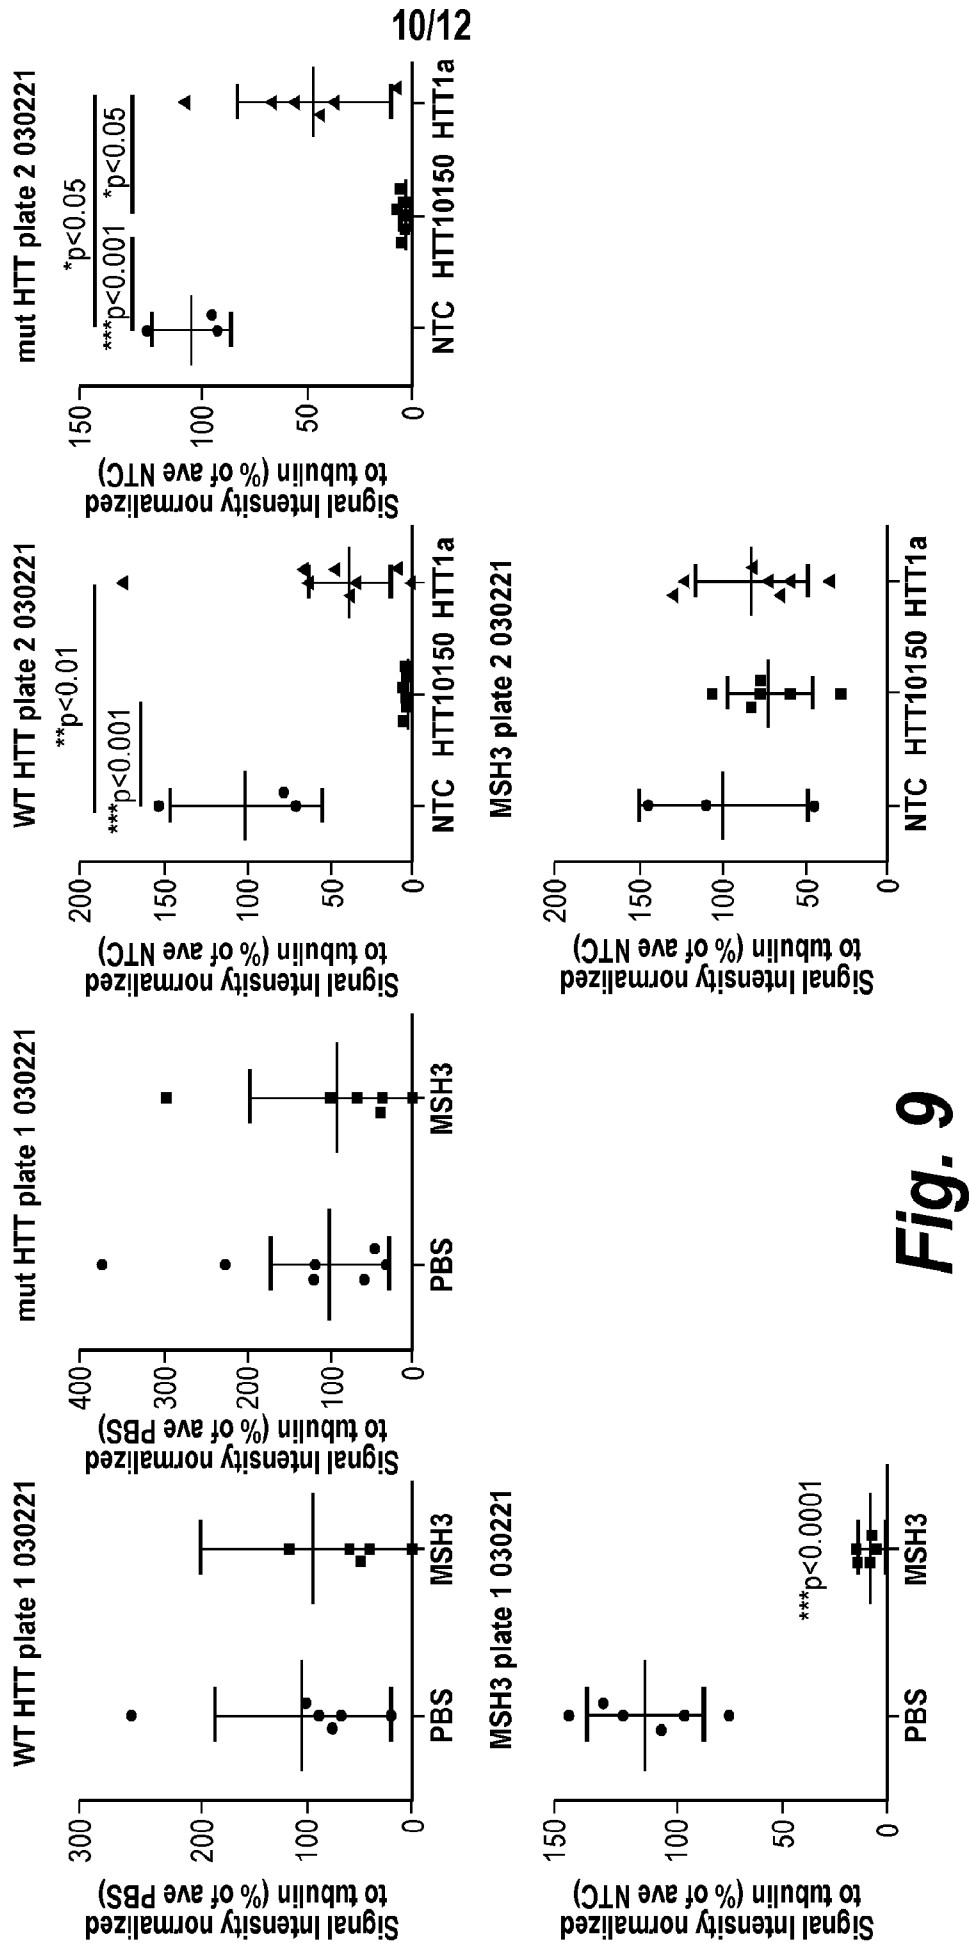 10/12
WT HTT plate 1 030221
Signal Intensity normalized
to tubulin (% of ave PBS)
300
200
100
0
PBS
MSH3
mut HTT plate 1 030221
Signal Intensity normalized
to tubulin (% of ave PBS)
400
300
200
100
0
PBS
MSH3
WT HTT plate 2 030221
**p<0.01
***p<0.001
Signal Intensity normalized
to tubulin (% of ave NTC)
200
150
100
50
0
NTC
HTT10150
HTT1a
mut HTT plate 2 030221
*p<0.05
***p<0.001
*p<0.05
Signal Intensity normalized
to tubulin (% of ave NTC)
150
100
50
0
NTC
HTT10150
HTT1a
MSH3 plate 1 030221
***p<0.0001
Signal Intensity normalized
to tubulin (% of ave NTC)
150
100
50
0
PBS
MSH3
MSH3 plate 2 030221
Signal Intensity normalized
to tubulin (% of ave NTC)
200
150
100
50
0
NTC
HTT10150
HTT1a
Fig. 9